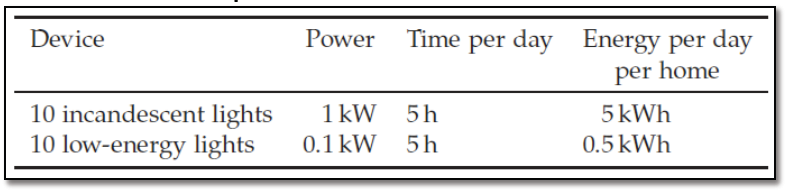 Device Power Time per day Energy per day
per home
10 incandescent lights 1 kW 5 h 5 kWh
10 low-energy lights 0.1 kW 5 h 0.5 kWh